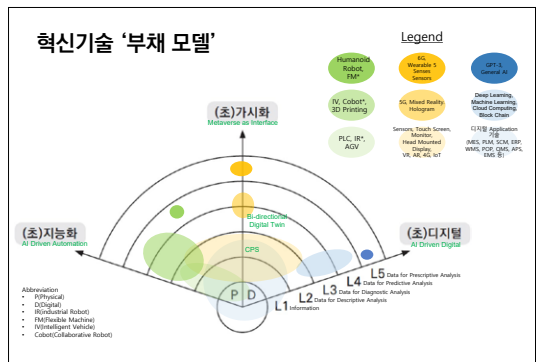 혁신기술 '부채 모델'
Legend
Humanoid
Robot,
FM*
6G,
Wearable 5
Senses
Sensors
GPT-3,
General AI
IV, Cobot*,
3D Printing
5G, Mixed Reality,
Hologram
Deep Learning,
Machine Learning,
Cloud Computing,
Block Chain
PLC, IR*,
AGV
Sensors, Touch Screen,
Monitor,
Head Mounted
Display,
VR, AR, 4G, IoT
디지털 Application
기술
(MES, PLM, SCM, ERP,
WMS, POP, QMS, APS,
EMS 등)
(초)가시화
Metaverse as Interface
(초)지능화
AI Driven Automation
Bi-directional
Digital Twin
(초)디지털
AI Driven Digital
CPS
P D
L5 Data for Prescriptive Analysis
L4 Data for Predictive Analysis
L3 Data for Diagnostic Analysis
L2 Data for Descriptive Analysis
L1 Information
Abbreviation
• P(Physical)
• D(Digital)
• IR(industrial Robot)
• FM(Flexible Machine)
• IV(Intelligent Vehicle)
• Cobot(Collaborative Robot)